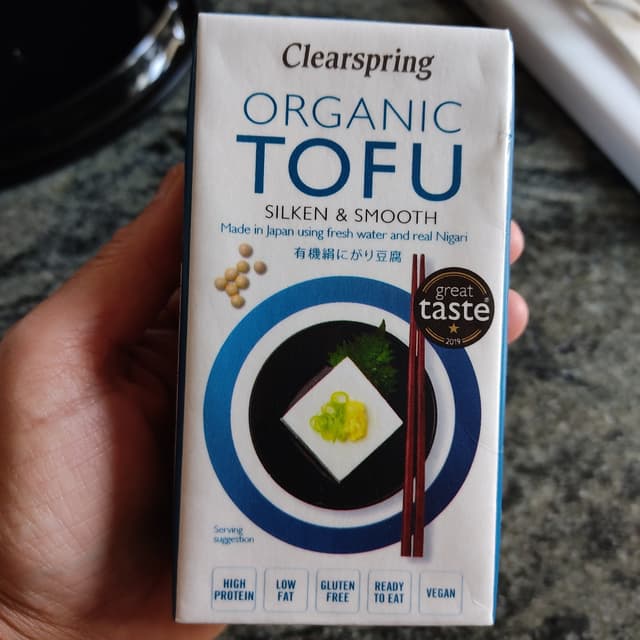 Clearspring
ORGANIC
TOFU
SILKEN & SMOOTH
Made in Japan using fresh water and real Nigari
有機絹にがり豆腐
great
taste®
2019
Serving
suggestion
HIGH
PROTEIN
LOW
FAT
GLUTEN
FREE
READY
TO EAT
VEGAN